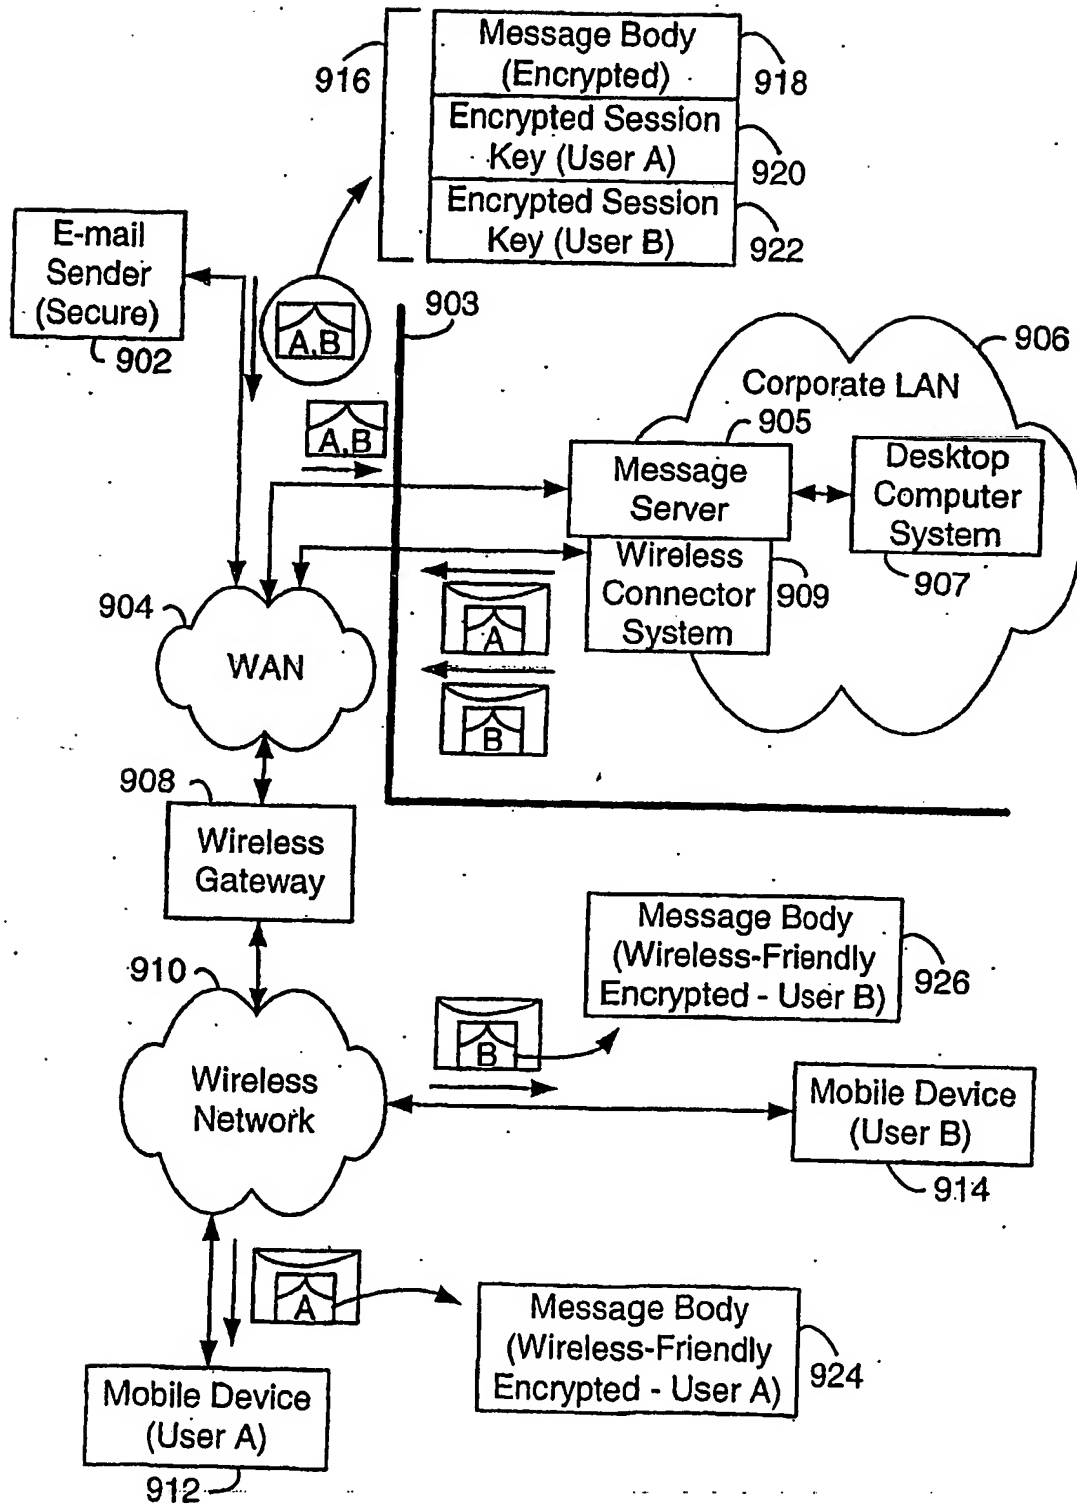 916
Message Body
(Encrypted)
918
Encrypted Session
Key (User A)
920
Encrypted Session
Key (User B)
922
E-mail
Sender
(Secure)
902
A,B
903
A,B
906
Corporate LAN
905
Message
Server
Desktop
Computer
System
907
Wireless
Connector
System
909
A
B
904
WAN
908
Wireless
Gateway
910
Wireless
Network
B
Message Body
(Wireless-Friendly
Encrypted - User B)
926
Mobile Device
(User B)
914
A
Message Body
(Wireless-Friendly
Encrypted - User A)
924
Mobile Device
(User A)
912